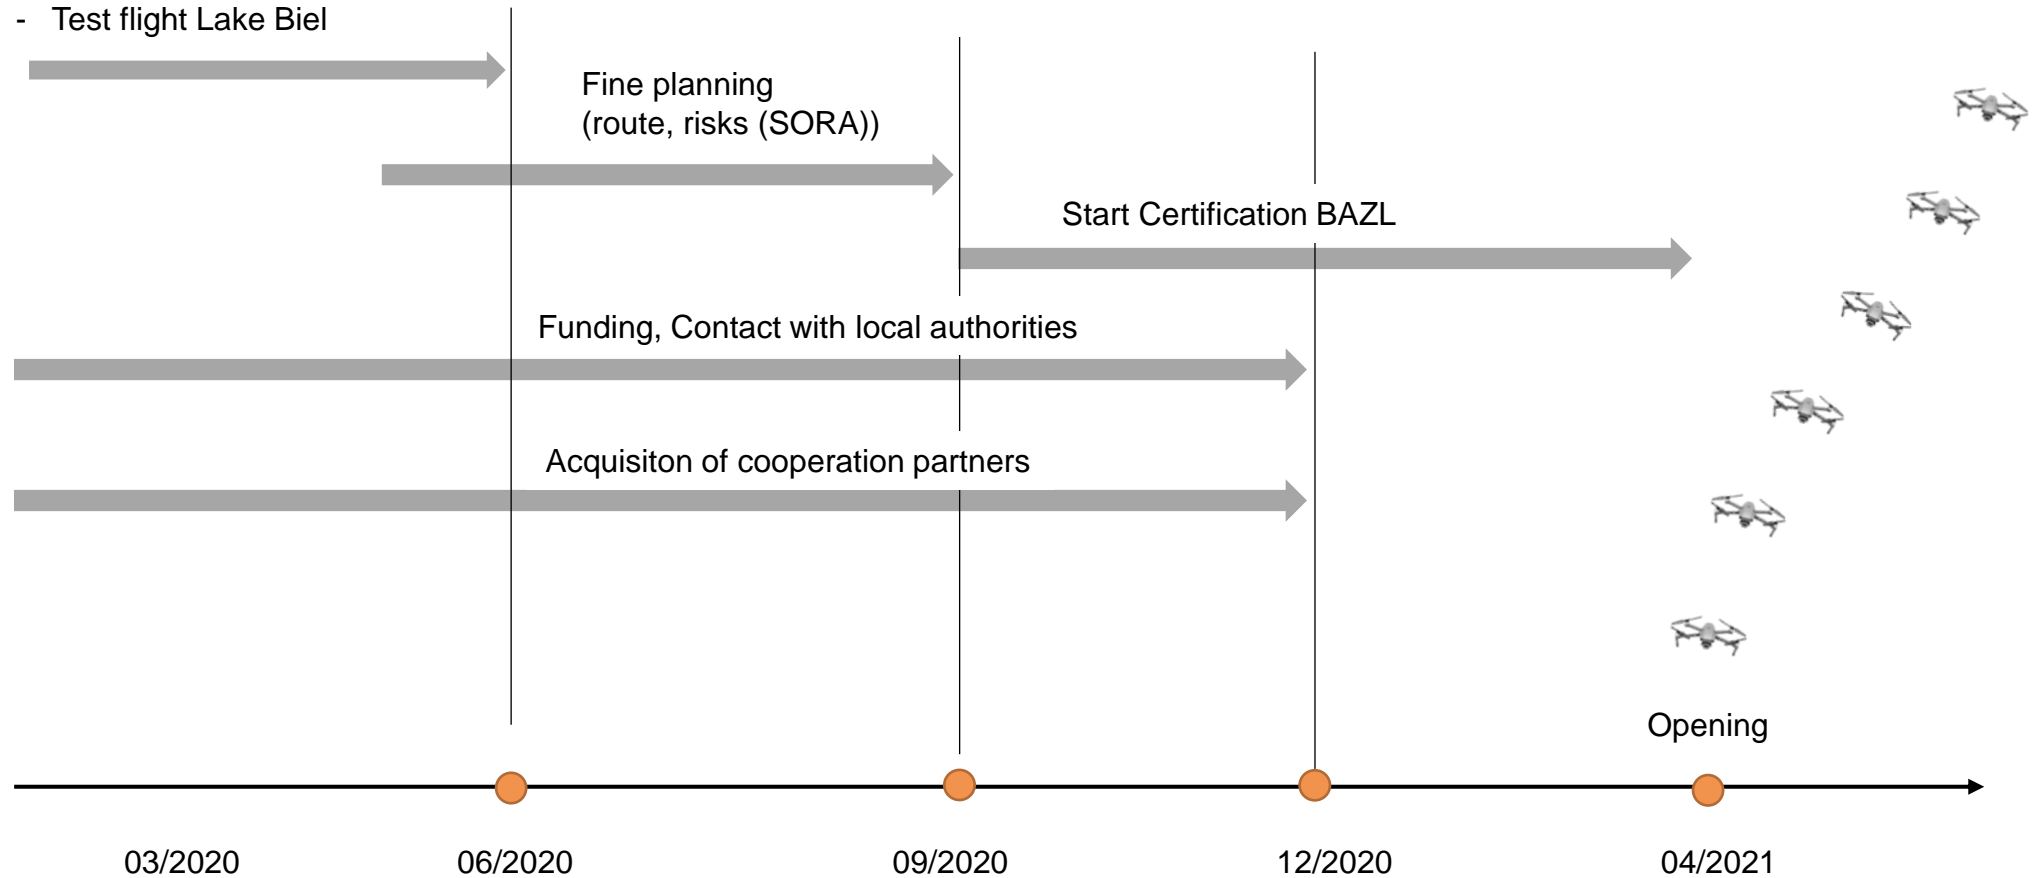 - Test flight Lake Biel
Fine planning
(route, risks (SORA))
Start Certification BAZL
Funding, Contact with local authorities
Acquisiton of cooperation partners
Opening
03/2020
06/2020
09/2020
12/2020
04/2021